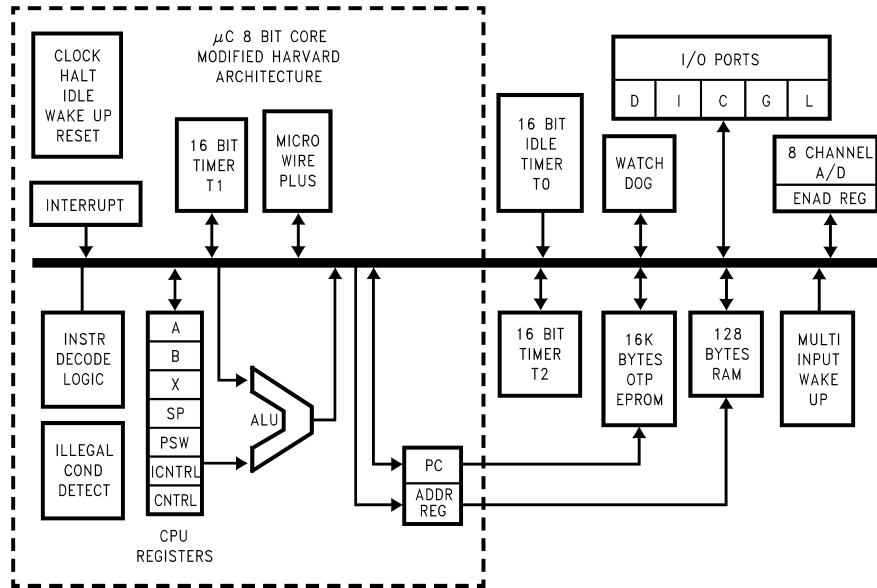 μC 8 BIT CORE
MODIFIED HARVARD
ARCHITECTURE
CLOCK
HALT
IDLE
WAKE UP
RESET
16 BIT
TIMER
T1
MICRO
WIRE
PLUS
INTERRUPT
16 BIT
IDLE
TIMER
T0
WATCH
DOG
I/O PORTS
D I C G L
8 CHANNEL
A/D
ENAD REG
INSTR
DECODE
LOGIC
ILLEGAL
COND
DETECT
A
B
X
SP
PSW
ICNTRL
CNTRL
CPU
REGISTERS
ALU
PC
ADDR
REG
16 BIT
TIMER
T2
16K
BYTES
OTP
EPROM
128
BYTES
RAM
MULTI
INPUT
WAKE
UP